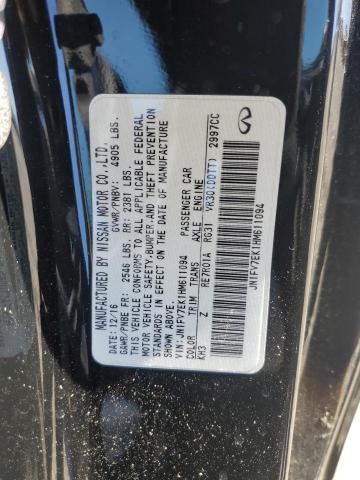 MANUFACTURED BY NISSAN MOTOR CO., LTD.
DATE: 12/16 GVWR/PNBV: 4905 LBS.
GAWR/PNBE FR: 2546 LBS. RR: 2381 LBS.
THIS VEHICLE CONFORMS TO ALL APPLICABLE FEDERAL
MOTOR VEHICLE SAFETY, BUMPER, AND THEFT PREVENTION
STANDARDS IN EFFECT ON THE DATE OF MANUFACTURE
SHOWN ABOVE.
VIN: JN1FV7EK1HM611094 PASSENGER CAR
COLOR TRIM TRANS AXLE ENGINE
KH3 Z RE7R01A RG31 VR30(DDTT) 2997CC
JN1FV7EK1HM611094